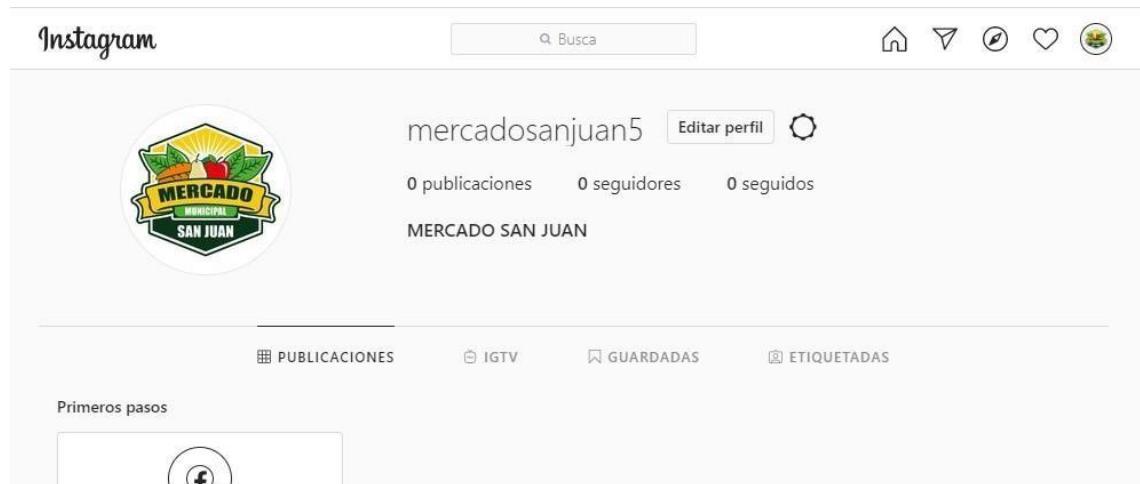 Instagram
Busca
mercadosanjuan5 Editar perfil
0 publicaciones 0 seguidores 0 seguidos
MERCADO SAN JUAN
MERCADO
MUNICIPAL
SAN JUAN
PUBLICACIONES IGTV GUARDADAS ETIQUETADAS
Primeros pasos